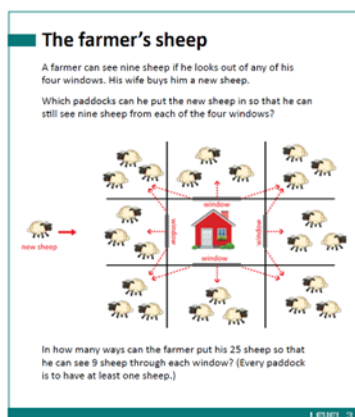 The farmer's sheep
A farmer can see nine sheep if he looks out of any of his
four windows. His wife buys him a new sheep.
Which paddocks can he put the new sheep in so that he can
still see nine sheep from each of the four windows?
window
window
window
new sheep
window
In how many ways can the farmer put his 25 sheep so that
he can see 9 sheep through each window? (Every paddock
is to have at least one sheep.)
LEVEL 3